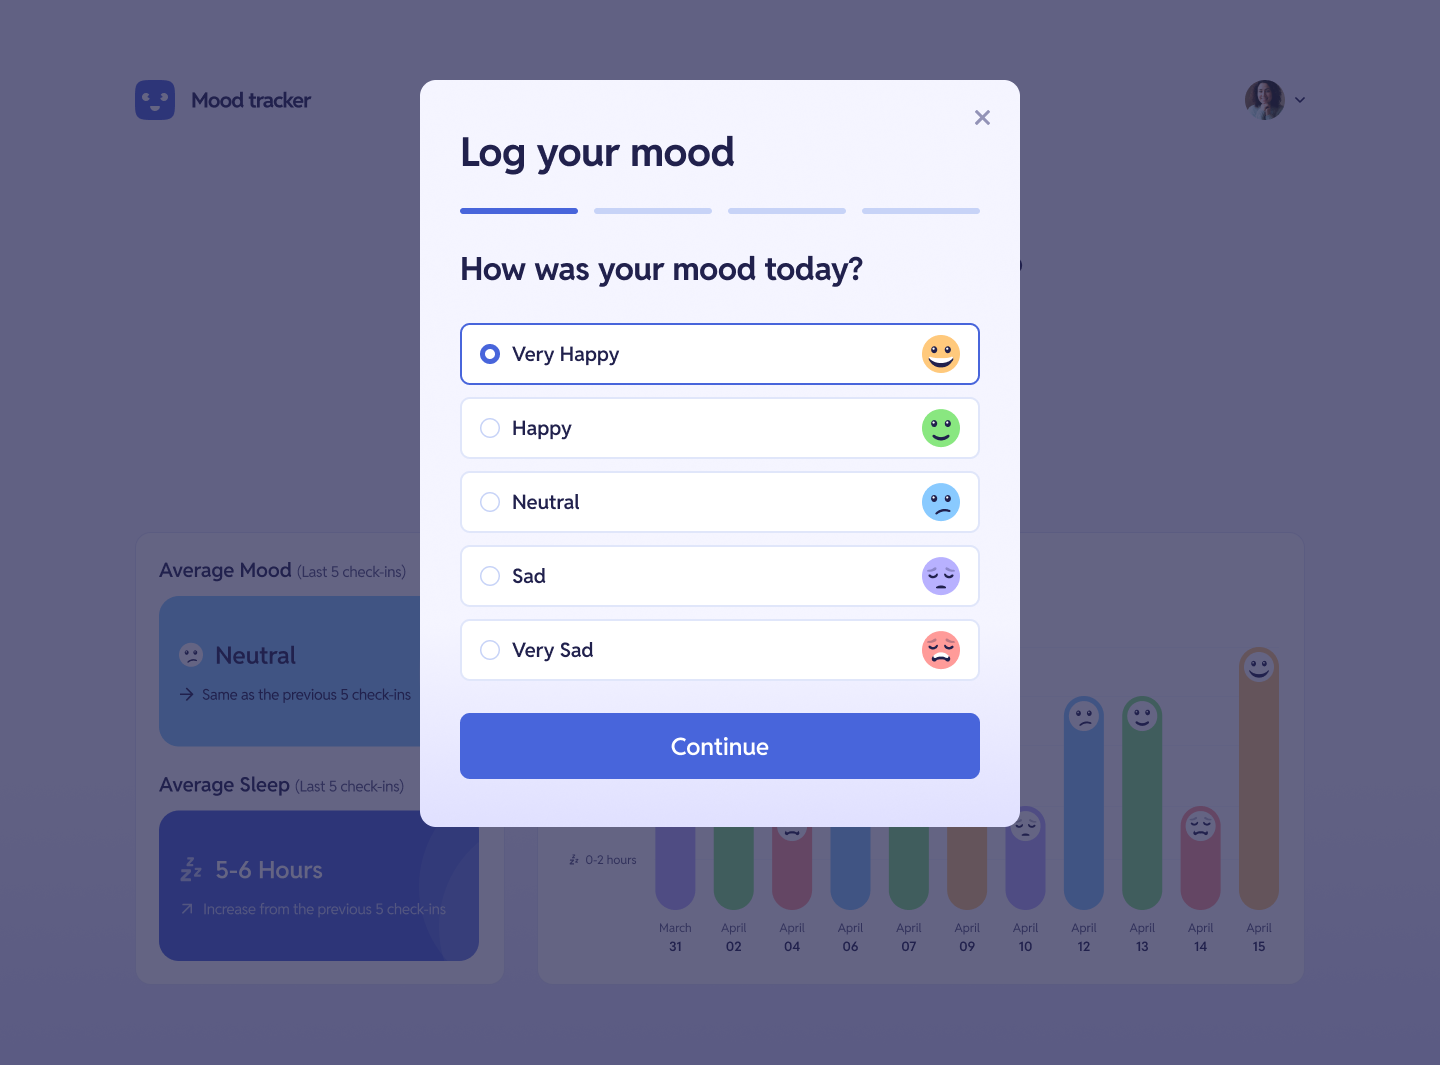 Mood tracker
Log your mood
How was your mood today?
Very Happy
Happy
Neutral
Sad
Very Sad
Continue
Average Mood (Last 5 check-ins)
Neutral
Same as the previous 5 check-ins
Average Sleep (Last 5 check-ins)
5-6 Hours
Increase from the previous 5 check-ins
0-2 hours
March
31
April
02
April
04
April
06
April
07
April
09
April
10
April
12
April
13
April
14
April
15